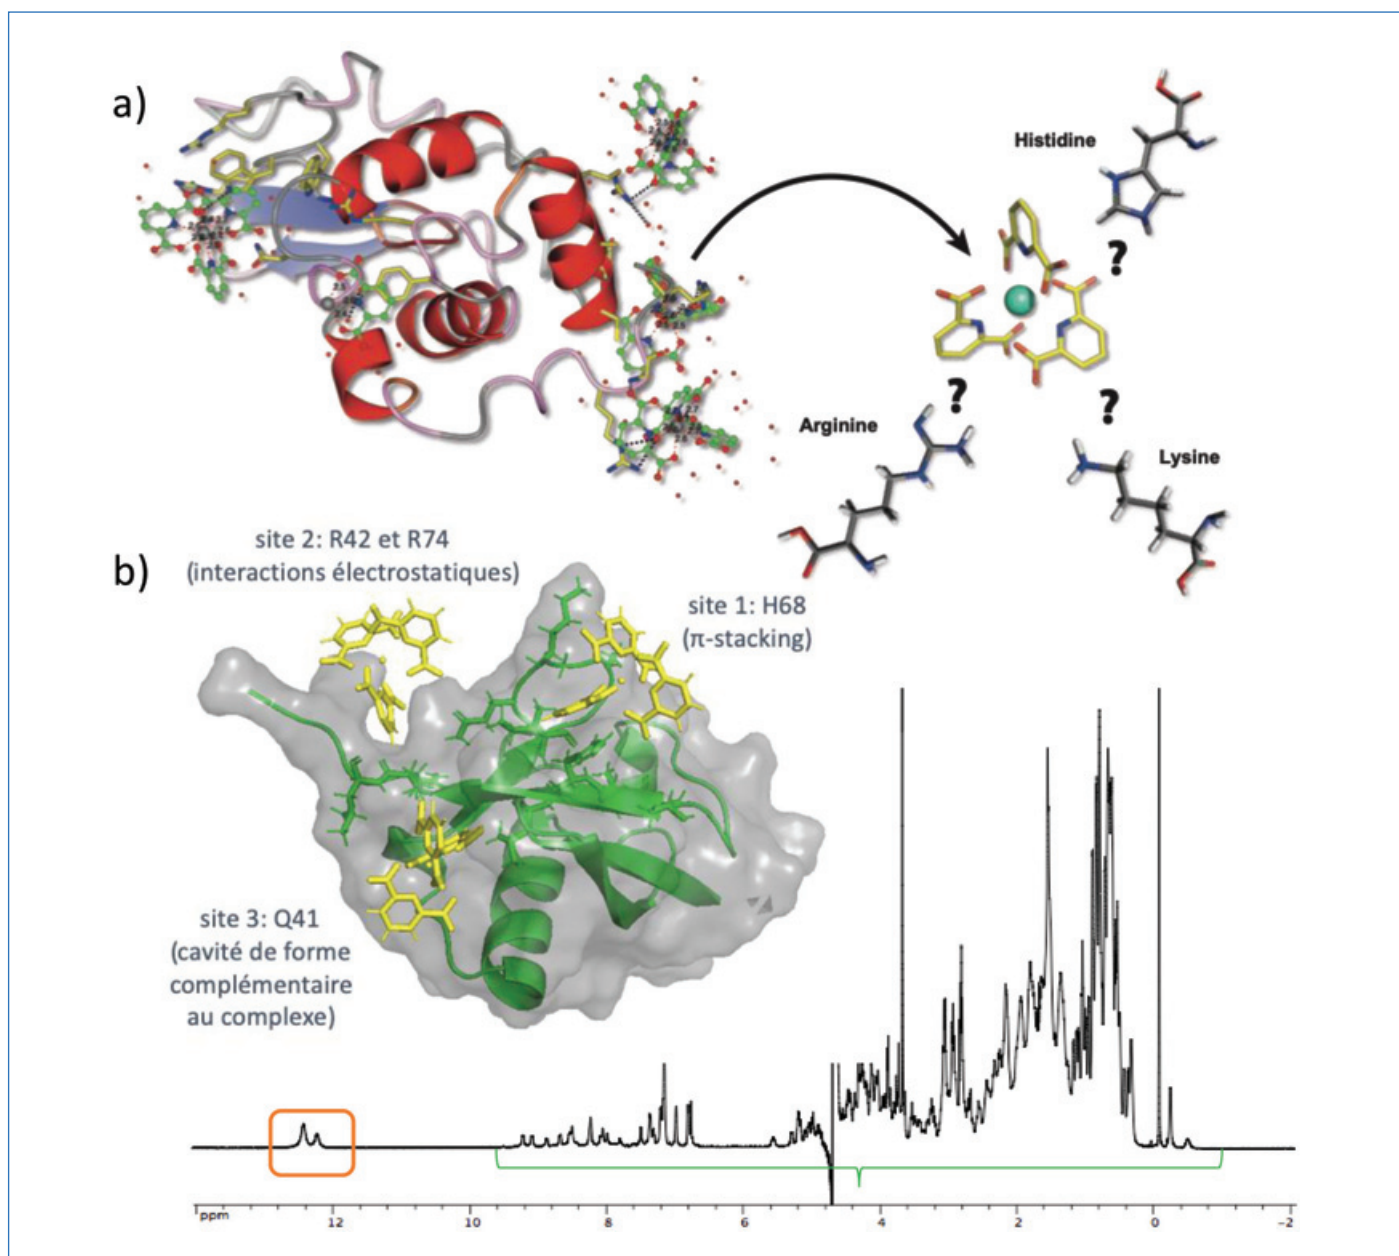 a)
Histidine
?
?
?
Arginine
Lysine
b)
site 2: R42 et R74
(interactions électrostatiques)
site 1: H68
(π-stacking)
site 3: Q41
(cavité de forme
complémentaire
au complexe)
ppm 12 10 8 6 4 2 0 −2